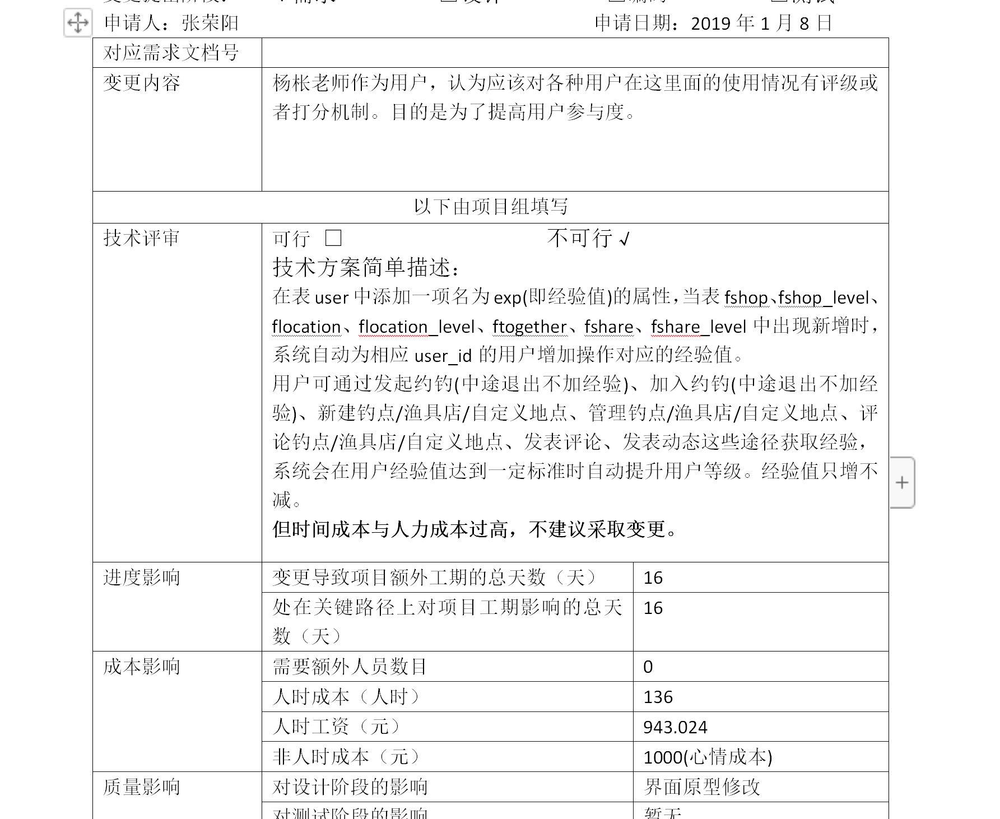 申请人：张荣阳 申请日期：2019 年 1 月 8 日
对应需求文档号
变更内容 杨枨老师作为用户，认为应该对各种用户在这里面的使用情况有评级或
者打分机制。目的是为了提高用户参与度。
以下由项目组填写
技术评审 可行 □ 不可行 √
技术方案简单描述：
在表 user 中添加一项名为 exp(即经验值)的属性，当表 fshop、fshop_level、
flocation、flocation_level、ftogether、fshare、fshare_level 中出现新增时，
系统自动为相应 user_id 的用户增加操作对应的经验值。
用户可通过发起约钓(中途退出不加经验)、加入约钓(中途退出不加经
验)、新建钓点/渔具店/自定义地点、管理钓点/渔具店/自定义地点、评
论钓点/渔具店/自定义地点、发表评论、发表动态这些途径获取经验，
系统会在用户经验值达到一定标准时自动提升用户等级。经验值只增不
减。
但时间成本与人力成本过高，不建议采取变更。
进度影响 变更导致项目额外工期的总天数（天） 16
处在关键路径上对项目工期影响的总天 16
数（天）
成本影响 需要额外人员数目 0
人时成本（人时） 136
人时工资（元） 943.024
非人时成本（元） 1000(心情成本)
质量影响 对设计阶段的影响 界面原型修改
对测试阶段的影响 暂无